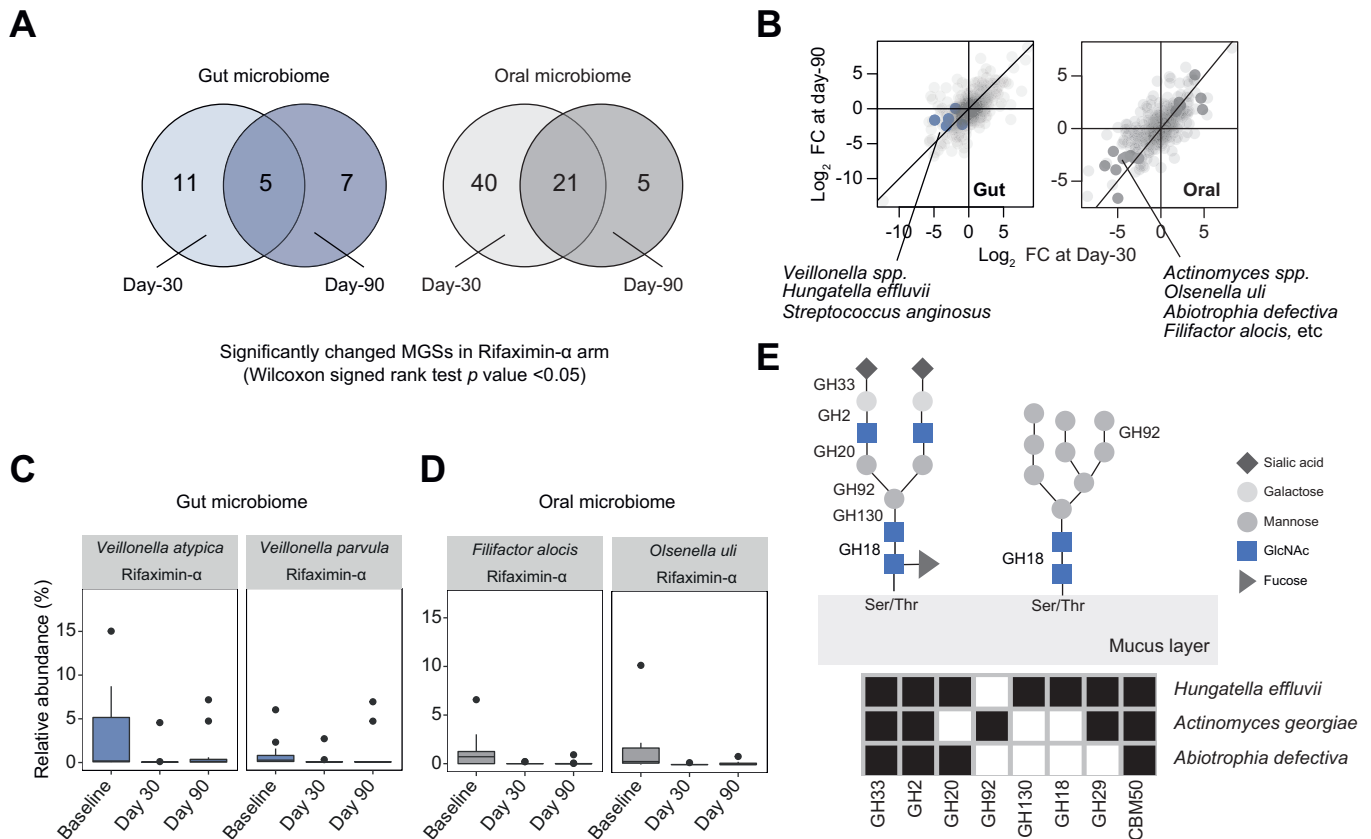 A
Gut microbiome
Oral microbiome
11
5
7
40
21
5
Day-30
Day-90
Day-30
Day-90
Significantly changed MGSs in Rifaximin-α arm
(Wilcoxon signed rank test p value <0.05)
B
Log2 FC at day-90
5
0
-5
-10
Gut
-10
-5
0
5
5
0
-5
Oral
-5
0
5
Log2 FC at Day-30
Veillonella spp.
Hungatella effluvii
Streptococcus anginosus
Actinomyces spp.
Olsenella uli
Abiotrophia defectiva
Filifactor alocis, etc
C
Gut microbiome
Veillonella atypica
Rifaximin-α
Veillonella parvula
Rifaximin-α
Relative abundance (%)
15
10
5
0
Baseline
Day 30
Day 90
Baseline
Day 30
Day 90
D
Oral microbiome
Filifactor alocis
Rifaximin-α
Olsenella uli
Rifaximin-α
15
10
5
0
Baseline
Day 30
Day 90
Baseline
Day 30
Day 90
E
GH33
GH2
GH20
GH92
GH130
GH18
Ser/Thr
GH92
GH18
Ser/Thr
Sialic acid
Galactose
Mannose
GlcNAc
Fucose
Mucus layer
Hungatella effluvii
Actinomyces georgiae
Abiotrophia defectiva
GH33
GH2
GH20
GH92
GH130
GH18
GH29
CBM50